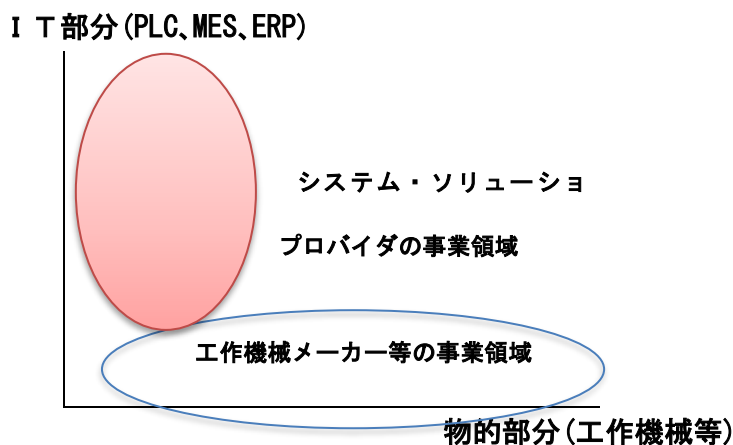 ＩＴ部分(PLC、MES、ERP)
システム・ソリューショ
プロバイダの事業領域
工作機械メーカー等の事業領域
物的部分(工作機械等)